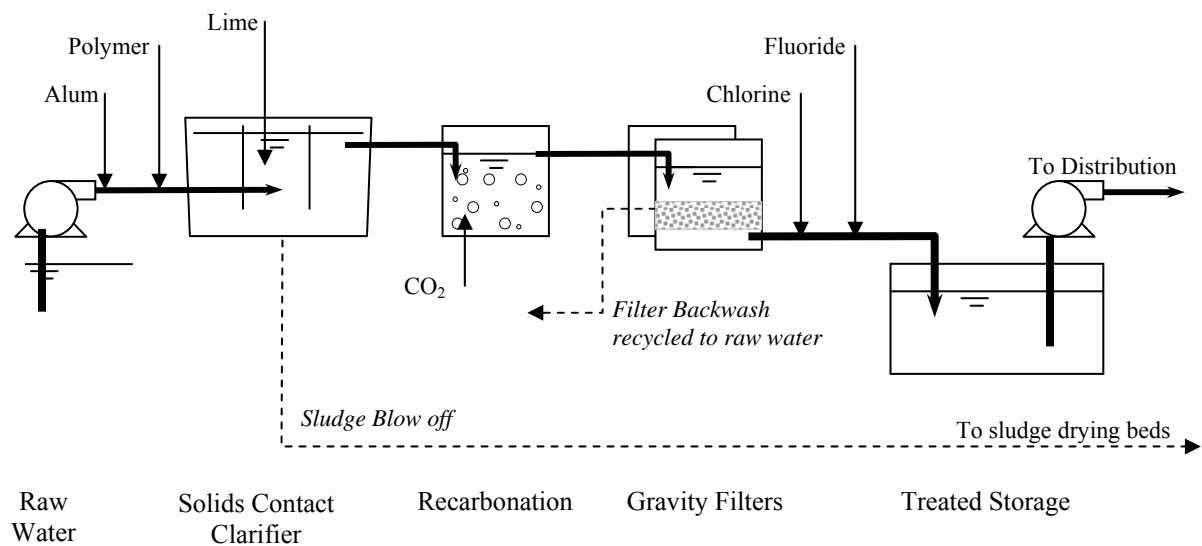 Lime
Polymer
Alum
Fluoride
Chlorine
To Distribution
CO₂
Filter Backwash
recycled to raw water
Sludge Blow off
To sludge drying beds
Raw
Water
Solids Contact
Clarifier
Recarbonation
Gravity Filters
Treated Storage